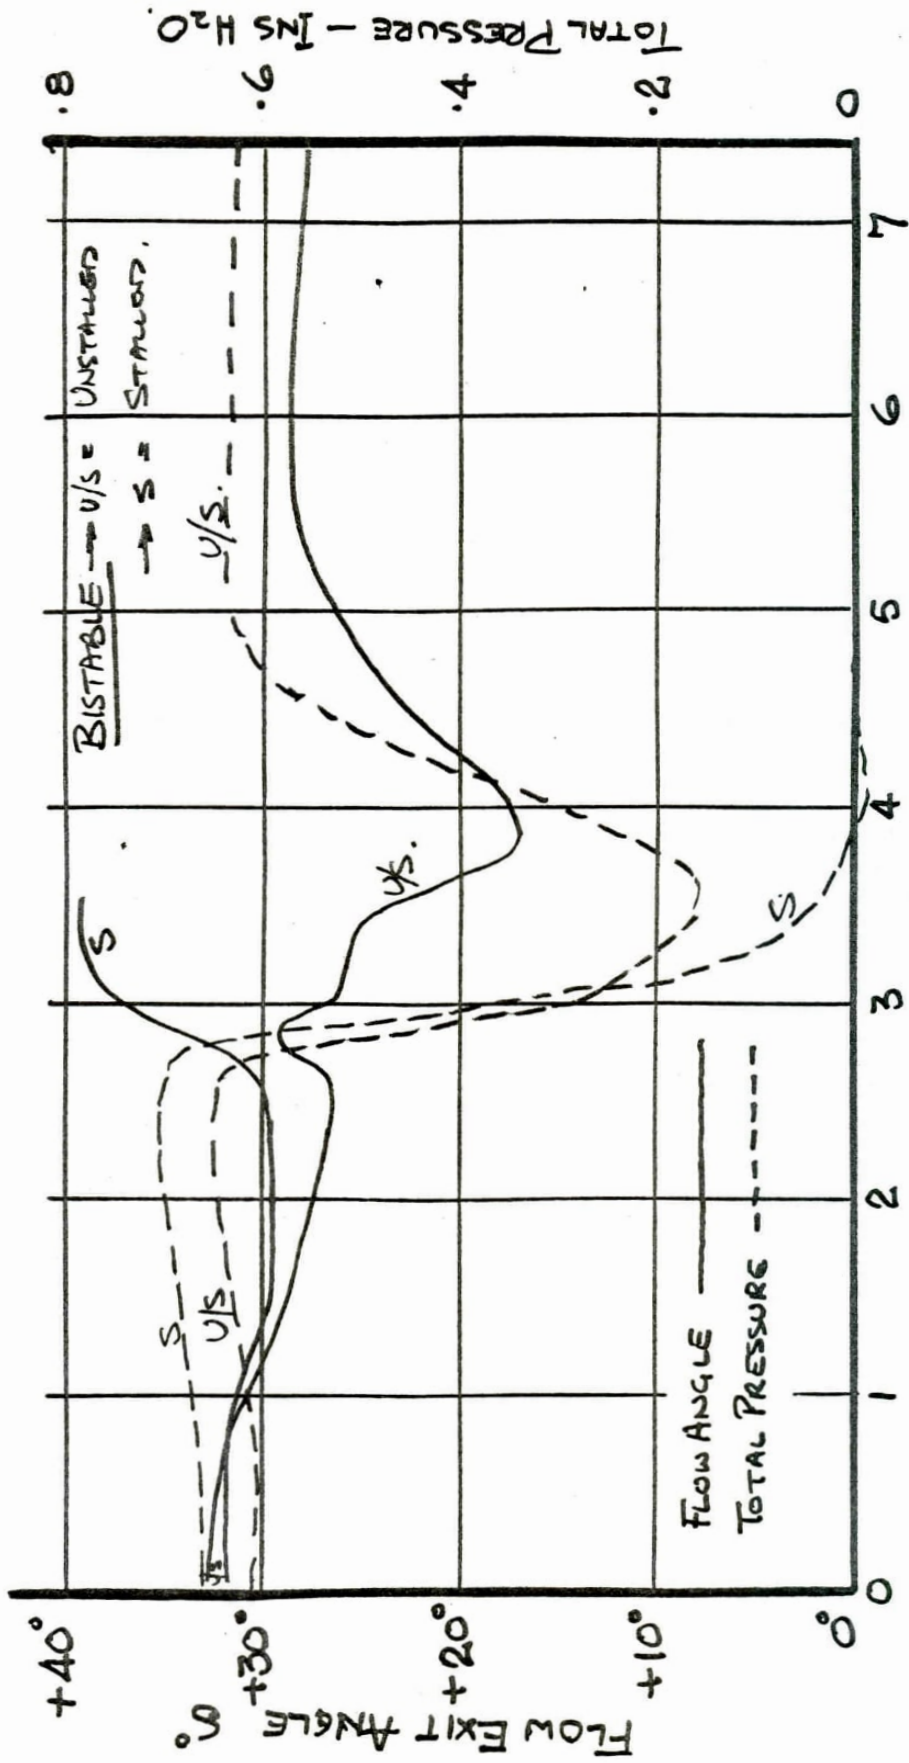 FLOW EXIT ANGLE δ°
+40°
+30°
+20°
+10°
0°
TOTAL PRESSURE – INS H₂O.
.8
.6
.4
.2
0
BISTABLE → U/S = UNSTALLED
→ S = STALLED.
S
U/S
S
U/S.
U/S.
S
U/S
FLOW ANGLE
TOTAL PRESSURE
0 1 2 3 4 5 6 7